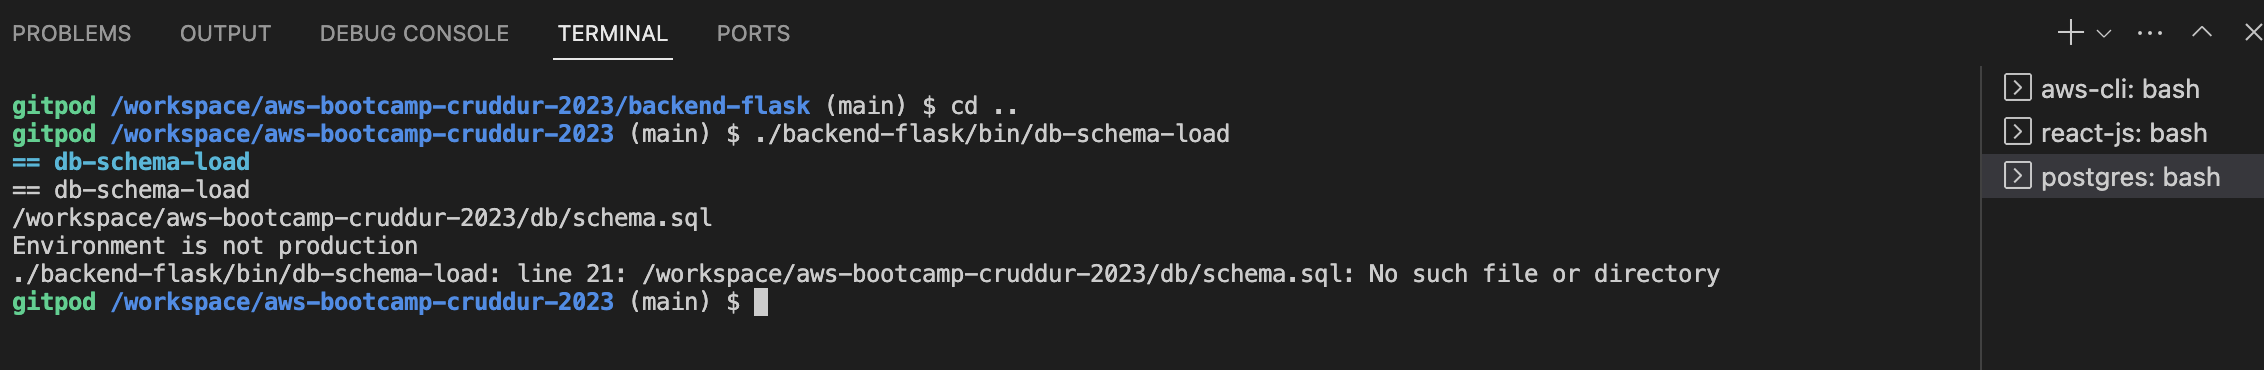 PROBLEMS OUTPUT DEBUG CONSOLE TERMINAL PORTS
gitpod /workspace/aws-bootcamp-cruddur-2023/backend-flask (main) $ cd ..
gitpod /workspace/aws-bootcamp-cruddur-2023 (main) $ ./backend-flask/bin/db-schema-load
== db-schema-load
== db-schema-load
/workspace/aws-bootcamp-cruddur-2023/db/schema.sql
Environment is not production
./backend-flask/bin/db-schema-load: line 21: /workspace/aws-bootcamp-cruddur-2023/db/schema.sql: No such file or directory
gitpod /workspace/aws-bootcamp-cruddur-2023 (main) $
aws-cli: bash
react-js: bash
postgres: bash